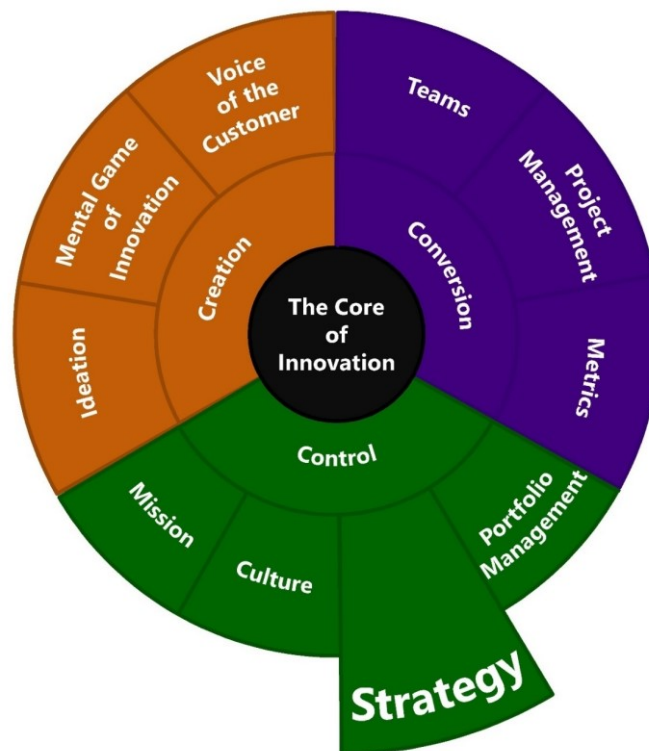 Voice
of the
Customer
Teams
Mental Game
of
Innovation
Project
Management
Creation
Conversion
The Core
of
Innovation
Ideation
Metrics
Control
Mission
Culture
Portfolio
Management
Strategy